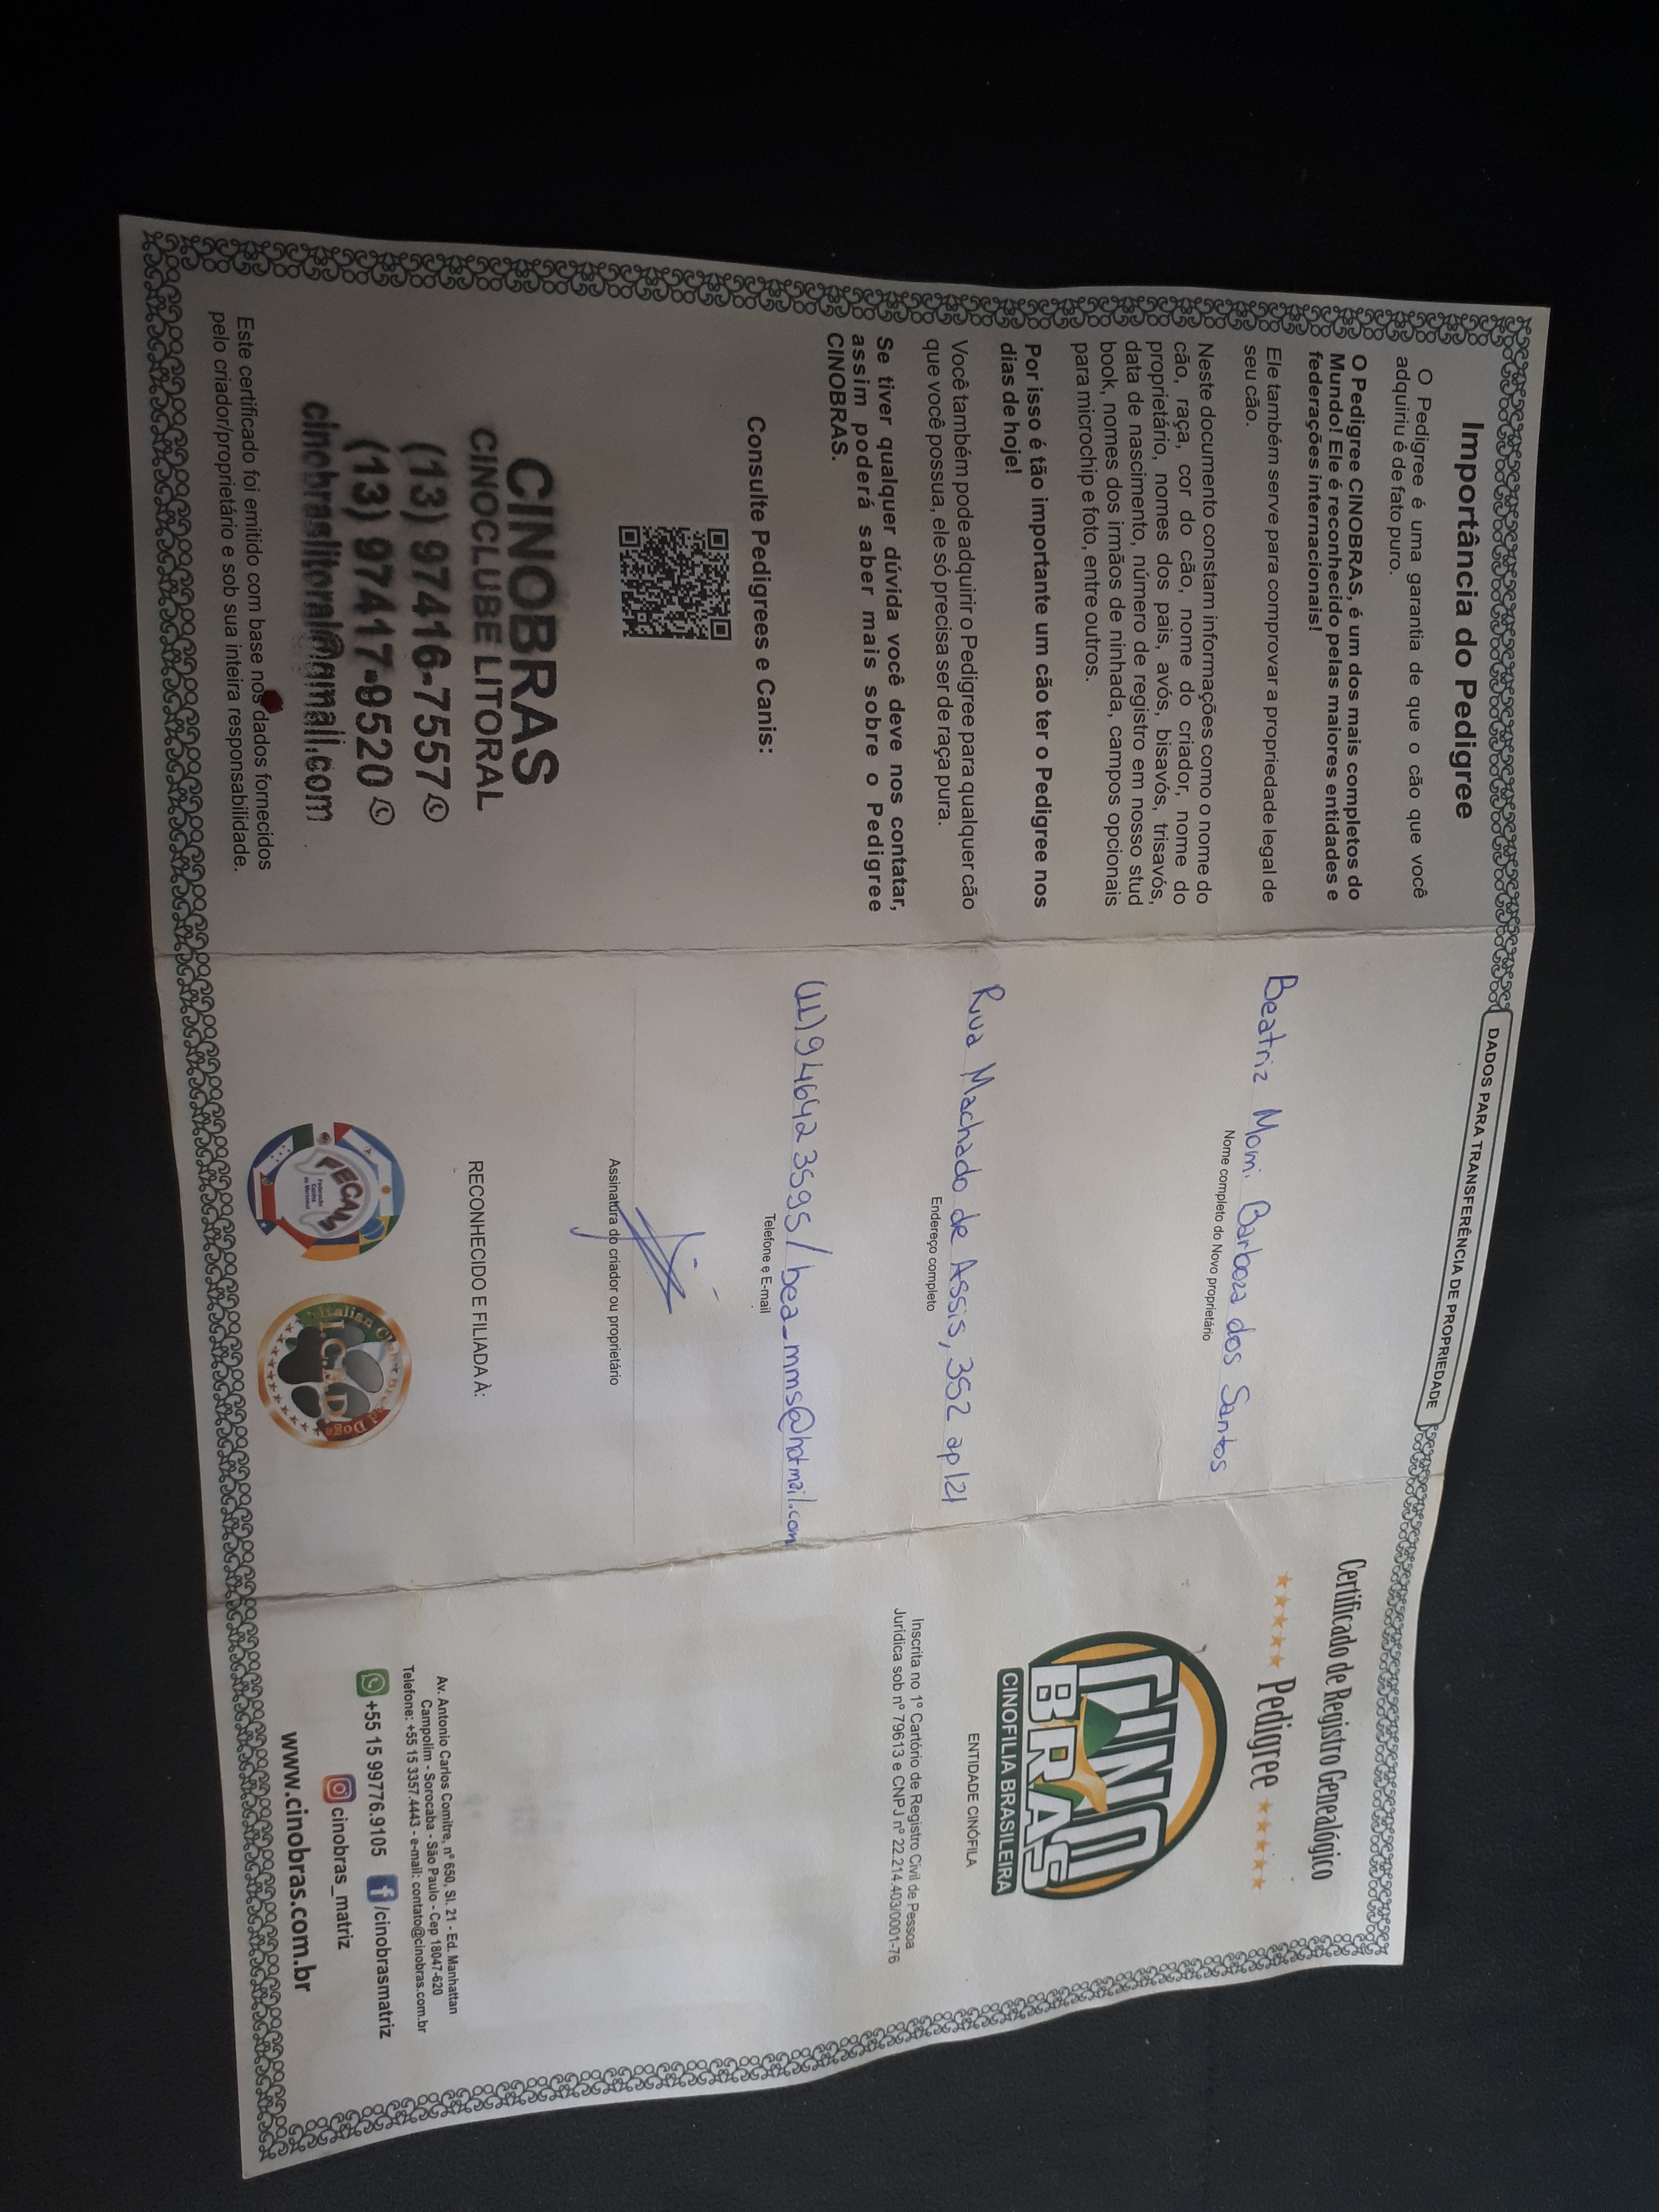 Importância do Pedigree
O Pedigree é uma garantia de que o cão que você
adquiriu é de fato puro.
O Pedigree CINOBRAS, é um dos mais completos do
Mundo! Ele é reconhecido pelas maiores entidades e
federações internacionais!
Ele também serve para comprovar a propriedade legal de
seu cão.
Neste documento constam informações como o nome do
cão, raça, cor do cão, nome do criador, nome do
proprietário, nomes dos pais, avós, bisavós, trisavós,
data de nascimento, número de registro em nosso stud
book, nomes dos irmãos de ninhada, campos opcionais
para microchip e foto, entre outros.
Por isso é tão importante um cão ter o Pedigree nos
dias de hoje!
Você também pode adquirir o Pedigree para qualquer cão
que você possua, ele só precisa ser de raça pura.
Se tiver qualquer dúvida você deve nos contatar,
assim poderá saber mais sobre o Pedigree
CINOBRAS.
Consulte Pedigrees e Canis:
CINOBRAS
CINOCLUBE LITORAL
(13) 97416-7557
(13) 97417-9520
cinobraslitoral@gmail.com
Este certificado foi emitido com base nos dados fornecidos
pelo criador/proprietário e sob sua inteira responsabilidade.
DADOS PARA TRANSFERÊNCIA DE PROPRIEDADE
Beatriz Momi Barboza dos Santos
Nome completo do Novo proprietário
Rua Machado de Assis, 352 ap 121
Endereço completo
(11) 94642 3595 / bea_mms@hotmail.com
Telefone e E-mail
Assinatura do criador ou proprietário
RECONHECIDO E FILIADA À:
FECAM
Italian Club breed Dogs
I.C.B.D
Certificado de Registro Genealógico
Pedigree
CINO
BRAS
CINOFILIA BRASILEIRA
ENTIDADE CINÓFILA
Inscrita no 1º Cartório de Registro Civil de Pessoa
Jurídica sob nº 79613 e CNPJ nº 22.214.403/0001-76
Av. Antonio Carlos Comitre, nº 650, Sl. 21 - Ed. Manhattan
Campolim - Sorocaba - São Paulo - Cep 18047-620
Telefone: +55 15 3357.4443 - e-mail: contato@cinobras.com.br
+55 15 99776.9105 /cinobrasmatriz
cinobras_matriz
www.cinobras.com.br